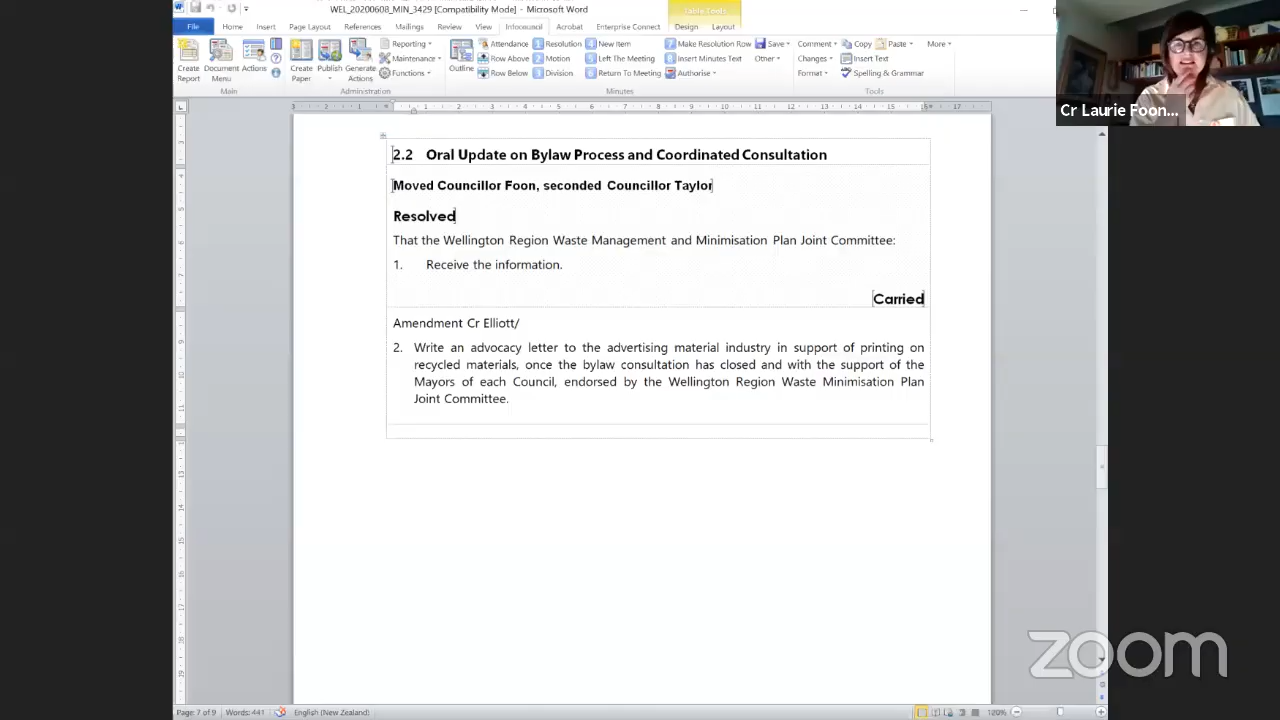 WEL_20200608_MIN_3429 [Compatibility Mode] - Microsoft Word
Table Tools
File Home Insert Page Layout References Mailings Review View Infocouncil Acrobat Enterprise Connect Design Layout
Create Report
Document Menu
Actions
Main
Create Paper
Publish
Generate Actions
Reporting
Maintenance
Functions
Administration
Outline
Attendance
Row Above
Row Below
Resolution
Motion
Division
New Item
Left The Meeting
Return To Meeting
Make Resolution Row
Insert Minutes Text
Authorise
Save
Other
Minutes
Comment
Changes
Format
Copy
Paste
Insert Text
Spelling & Grammar
More
Tools
Cr Laurie Foon...
2.2 Oral Update on Bylaw Process and Coordinated Consultation
Moved Councillor Foon, seconded Councillor Taylor
Resolved
That the Wellington Region Waste Management and Minimisation Plan Joint Committee:
1. Receive the information.
Carried
Amendment Cr Elliott/
2. Write an advocacy letter to the advertising material industry in support of printing on
recycled materials, once the bylaw consultation has closed and with the support of the
Mayors of each Council, endorsed by the Wellington Region Waste Minimisation Plan
Joint Committee.
zoom
Page: 7 of 9 Words: 441 English (New Zealand) 120%